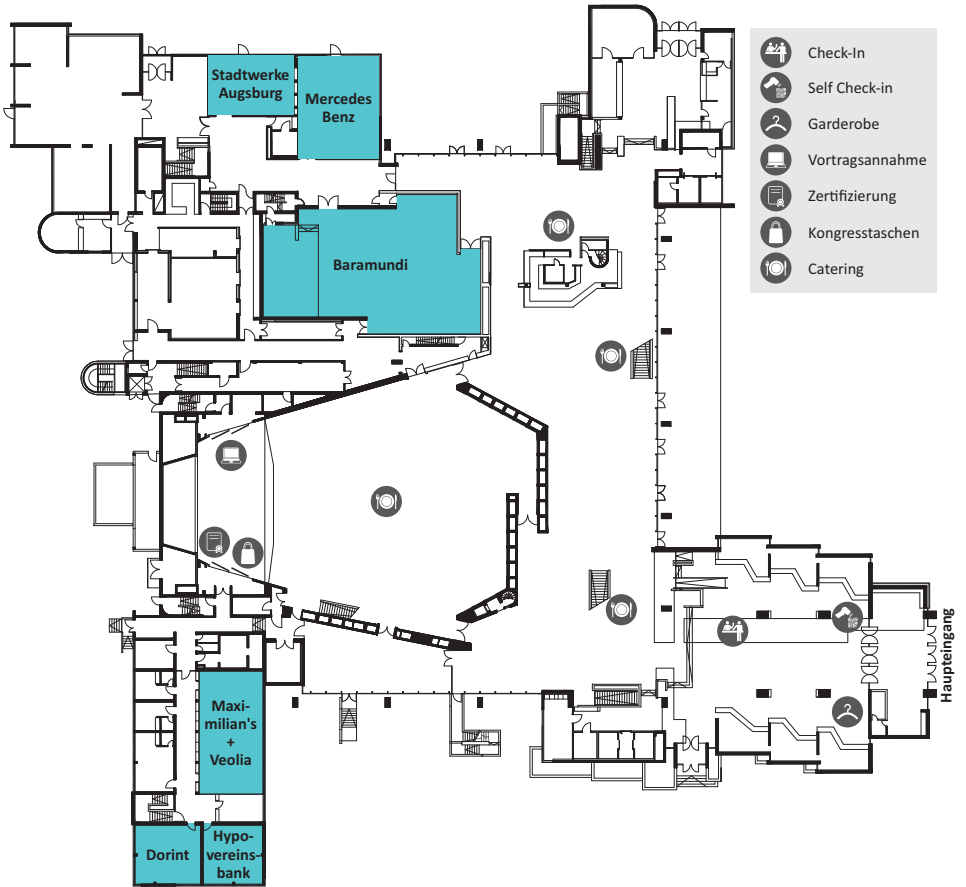 Stadtwerke
Augsburg
Mercedes
Benz
Baramundi
Check-In
Self Check-in
Garderobe
Vortragsannahme
Zertifizierung
Kongresstaschen
Catering
Haupteingang
Maxi-
milian's
+
Veolia
Dorint
Hypo-
vereins-
bank